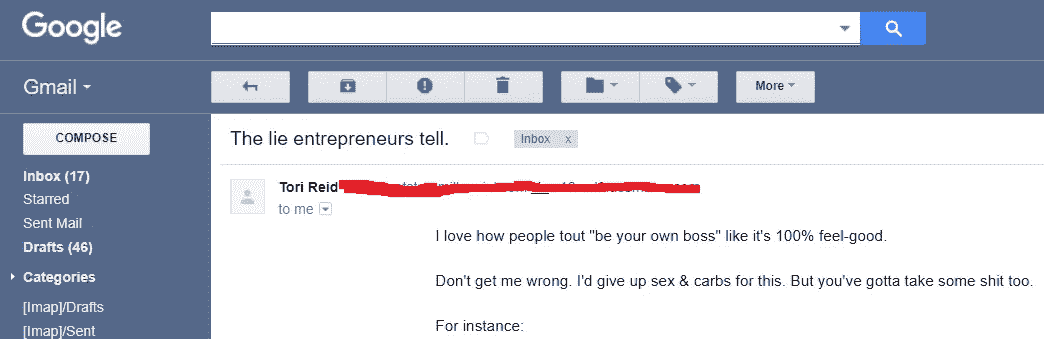 Google
Gmail
More
COMPOSE
The lie entrepreneurs tell. Inbox x
Inbox (17)
Starred
Sent Mail
Drafts (46)
Categories
[Imap]/Drafts
[Imap]/Sent
Tori Reid
to me
I love how people tout "be your own boss" like it's 100% feel-good.
Don't get me wrong. I'd give up sex & carbs for this. But you've gotta take some shit too.
For instance: